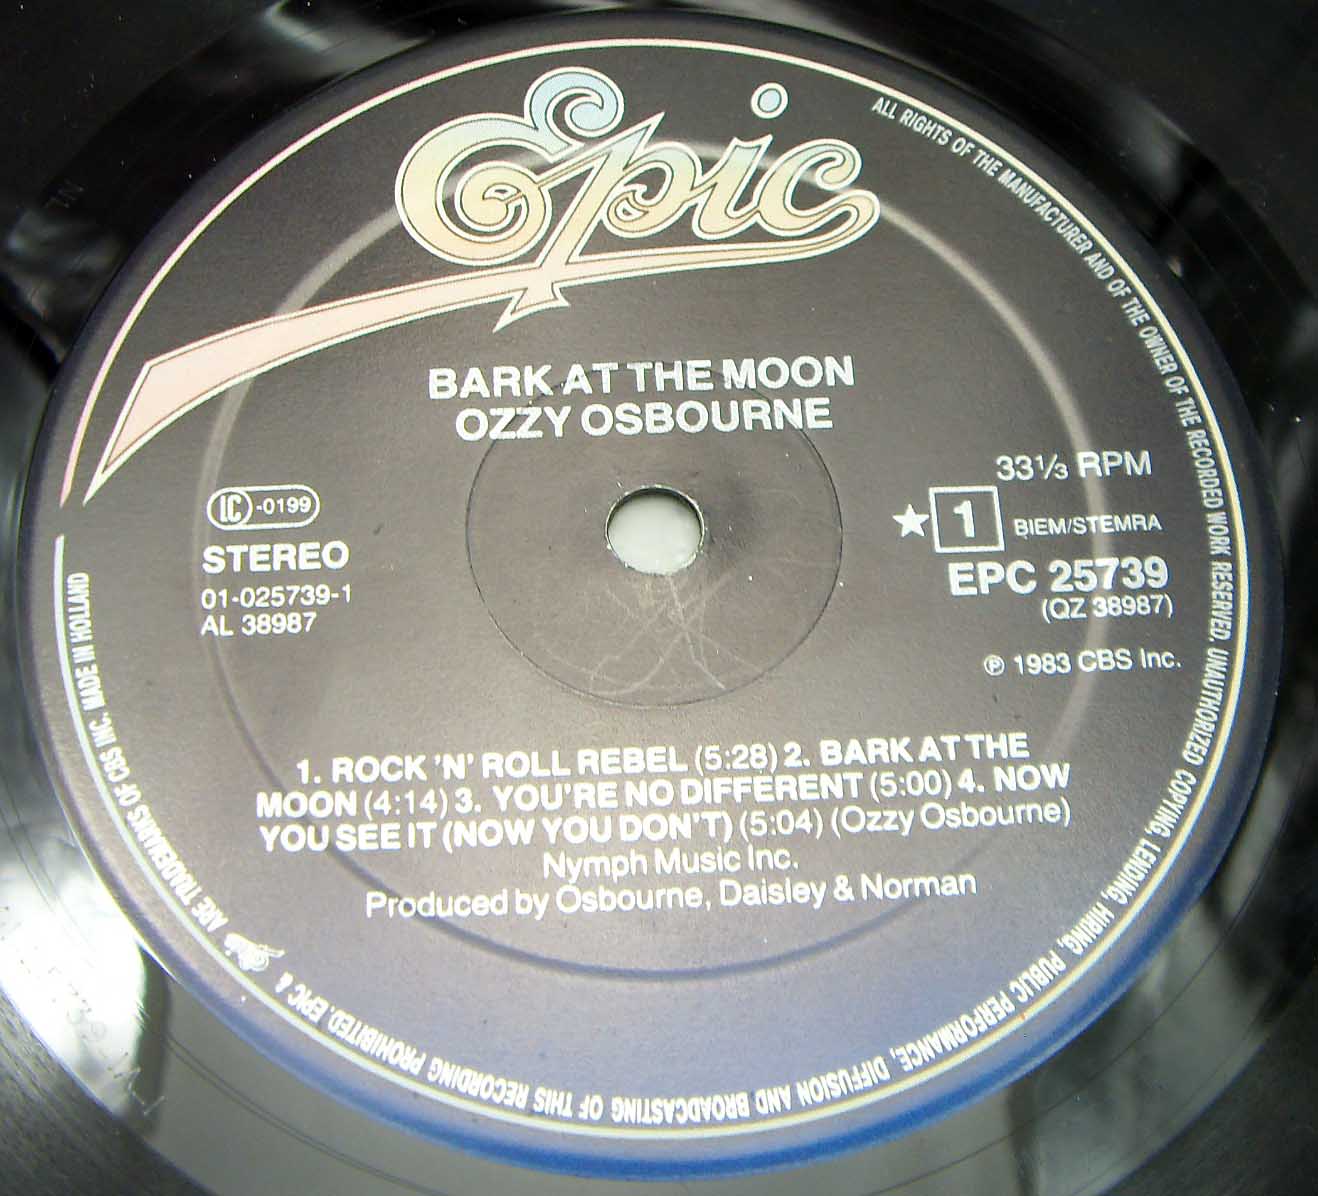 Epic
BARK AT THE MOON
OZZY OSBOURNE
33⅓ RPM
LC-0199
★ 1 BIEM/STEMRA
STEREO
EPC 25739
01-025739-1
(QZ 38987)
AL 38987
℗ 1983 CBS Inc.
1. ROCK 'N' ROLL REBEL (5:28) 2. BARK AT THE
MOON (4:14) 3. YOU'RE NO DIFFERENT (5:00) 4. NOW
YOU SEE IT (NOW YOU DON'T) (5:04) (Ozzy Osbourne)
Nymph Music Inc.
Produced by Osbourne, Daisley & Norman
ALL RIGHTS OF THE MANUFACTURER AND OF THE OWNER OF THE RECORDED WORK RESERVED. UNAUTHORIZED COPYING, LENDING, HIRING, PUBLIC PERFORMANCE, DIFFUSION AND BROADCASTING OF THIS RECORDING PROHIBITED. EPIC & Epic ARE TRADEMARKS OF CBS INC. MADE IN HOLLAND